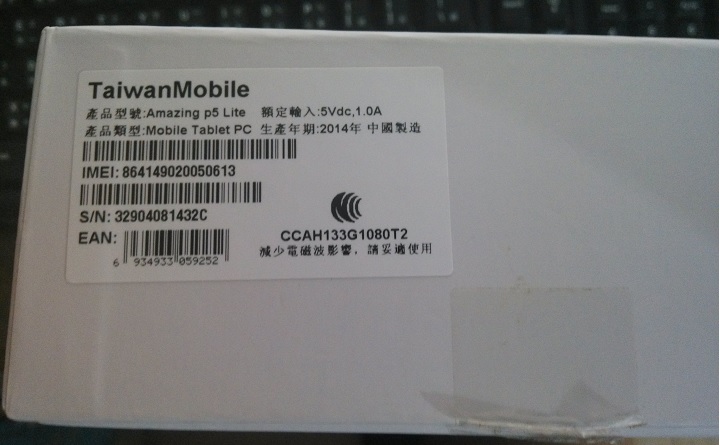 TaiwanMobile
產品型號:Amazing p5 Lite 額定輸入:5Vdc,1.0A
產品類型:Mobile Tablet PC 生產年期:2014年 中國製造
IMEI: 864149020050613
S/N: 32904081432C
EAN:
6 934933 059252
CCAH133G1080T2
減少電磁波影響，請妥適使用